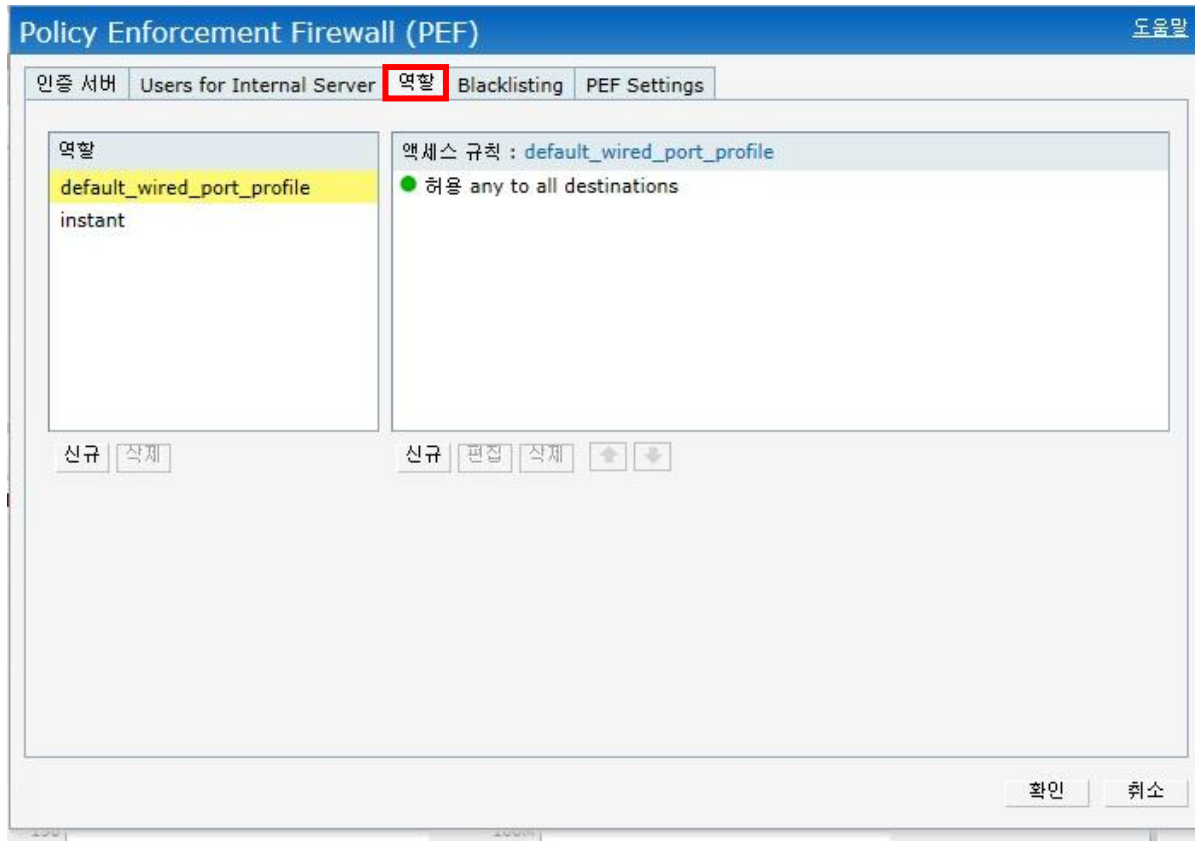 Policy Enforcement Firewall (PEF)
도움말
인증 서버 Users for Internal Server 역할 Blacklisting PEF Settings
역할
default_wired_port_profile
instant
신규 삭제
액세스 규칙 : default_wired_port_profile
허용 any to all destinations
신규 편집 삭제
확인 취소